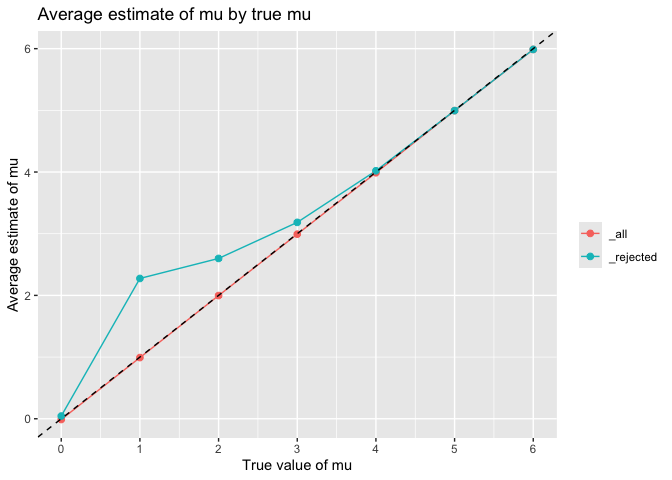 Average estimate of mu by true mu
Average estimate of mu
6
4
2
0
0 1 2 3 4 5 6
True value of mu
_all
_rejected